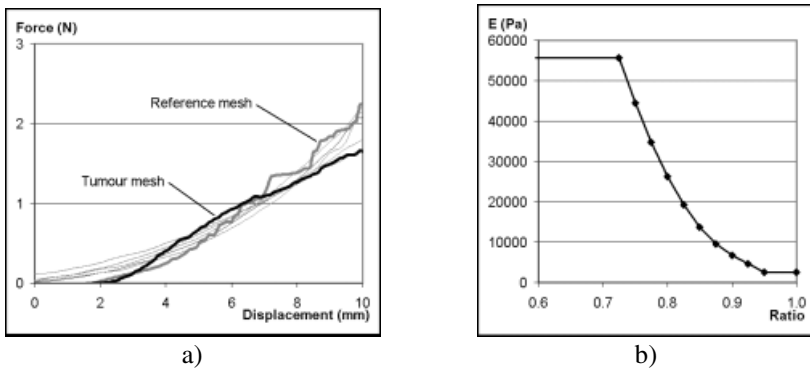 Force (N)
3
2
1
0
Reference mesh
Tumour mesh
0 2 4 6 8 10
Displacement (mm)
a)
E (Pa)
60000
50000
40000
30000
20000
10000
0
0.6 0.7 0.8 0.9 1.0
Ratio
b)